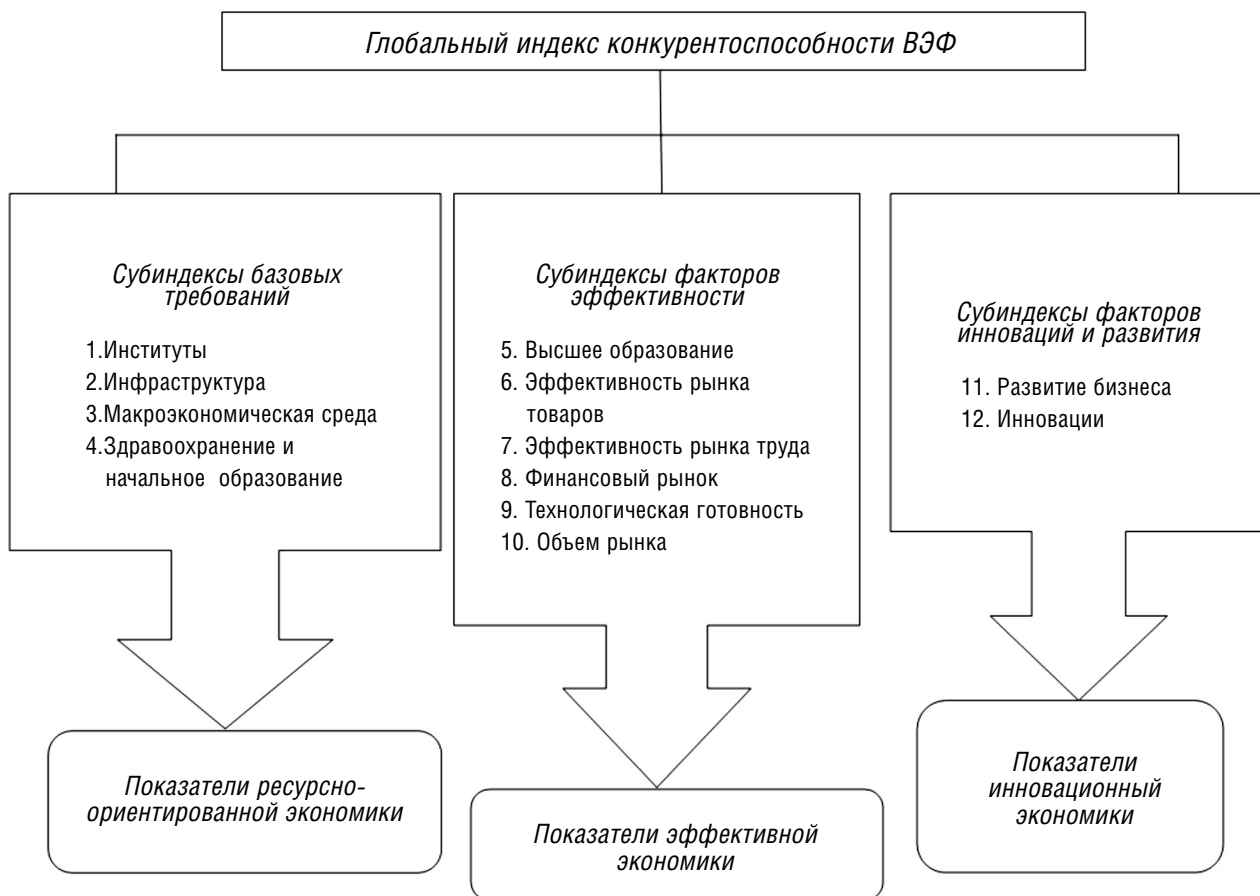 Глобальный индекс конкурентоспособности ВЭФ
Субиндексы базовых
требований
1.Институты
2.Инфраструктура
3.Макроэкономическая среда
4.Здравоохранение и
начальное образование
Субиндексы факторов
эффективности
5. Высшее образование
6. Эффективность рынка
товаров
7. Эффективность рынка труда
8. Финансовый рынок
9. Технологическая готовность
10. Объем рынка
Субиндексы факторов
инноваций и развития
11. Развитие бизнеса
12. Инновации
Показатели ресурсно-
ориентированной экономики
Показатели эффективной
экономики
Показатели
инновационный
экономики